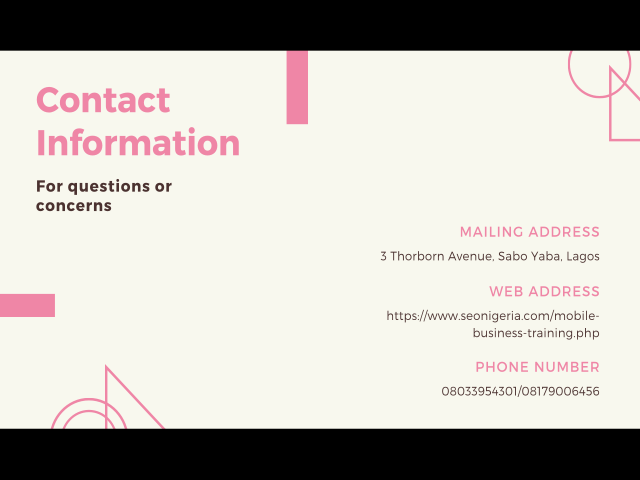 Contact
Information
For questions or
concerns
MAILING ADDRESS
3 Thorborn Avenue, Sabo Yaba, Lagos
WEB ADDRESS
https://www.seonigeria.com/mobile-
business-training.php
PHONE NUMBER
08033954301/08179006456